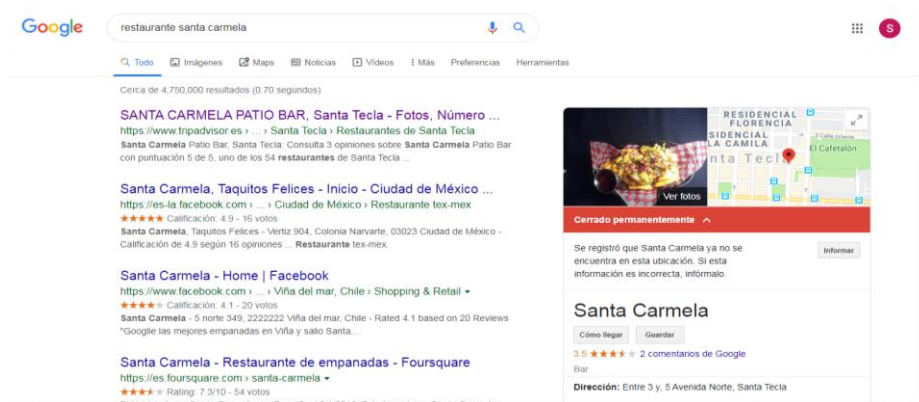 Google
restaurante santa carmela
S
Todo Imágenes Maps Noticias Vídeos Más Preferencias Herramientas
Cerca de 4,750,000 resultados (0.70 segundos)
SANTA CARMELA PATIO BAR, Santa Tecla - Fotos, Número ...
https://www.tripadvisor.es › ... › Santa Tecla › Restaurantes de Santa Tecla
Santa Carmela Patio Bar, Santa Tecla: Consulta 3 opiniones sobre Santa Carmela Patio Bar
con puntuación 5 de 5, uno de los 54 restaurantes de Santa Tecla ...
Santa Carmela, Taquitos Felices - Inicio - Ciudad de México ...
https://es-la.facebook.com › ... › Ciudad de México › Restaurante tex-mex
★★★★★ Calificación: 4.9 - 16 votos
Santa Carmela, Taquitos Felices - Vertiz 904, Colonia Narvarte, 03023 Ciudad de México -
Calificación de 4.9 según 16 opiniones ... Restaurante tex-mex.
Santa Carmela - Home | Facebook
https://www.facebook.com › ... › Viña del mar, Chile › Shopping & Retail
★★★★★ Calificación: 4.1 - 20 votos
Santa Carmela - 5 norte 349, 2222222 Viña del mar, Chile - Rated 4.1 based on 20 Reviews
"Googlie las mejores empanadas en Viña y salio Santa...
Santa Carmela - Restaurante de empanadas - Foursquare
https://es.foursquare.com › santa-carmela
★★★★★ Rating: 7.3/10 - 54 votos
RESIDENCIAL
FLORENCIA
SIDENCIAL
LA CAMILA
El Cafetalón
nta Tecla
Ver fotos
Cerrado permanentemente
Se registró que Santa Carmela ya no se
encuentra en esta ubicación. Si esta
información es incorrecta, infórmalo.
Informar
Santa Carmela
Cómo llegar Guardar
3.5 ★★★★★ 2 comentarios de Google
Bar
Dirección: Entre 3 y, 5 Avenida Norte, Santa Tecla